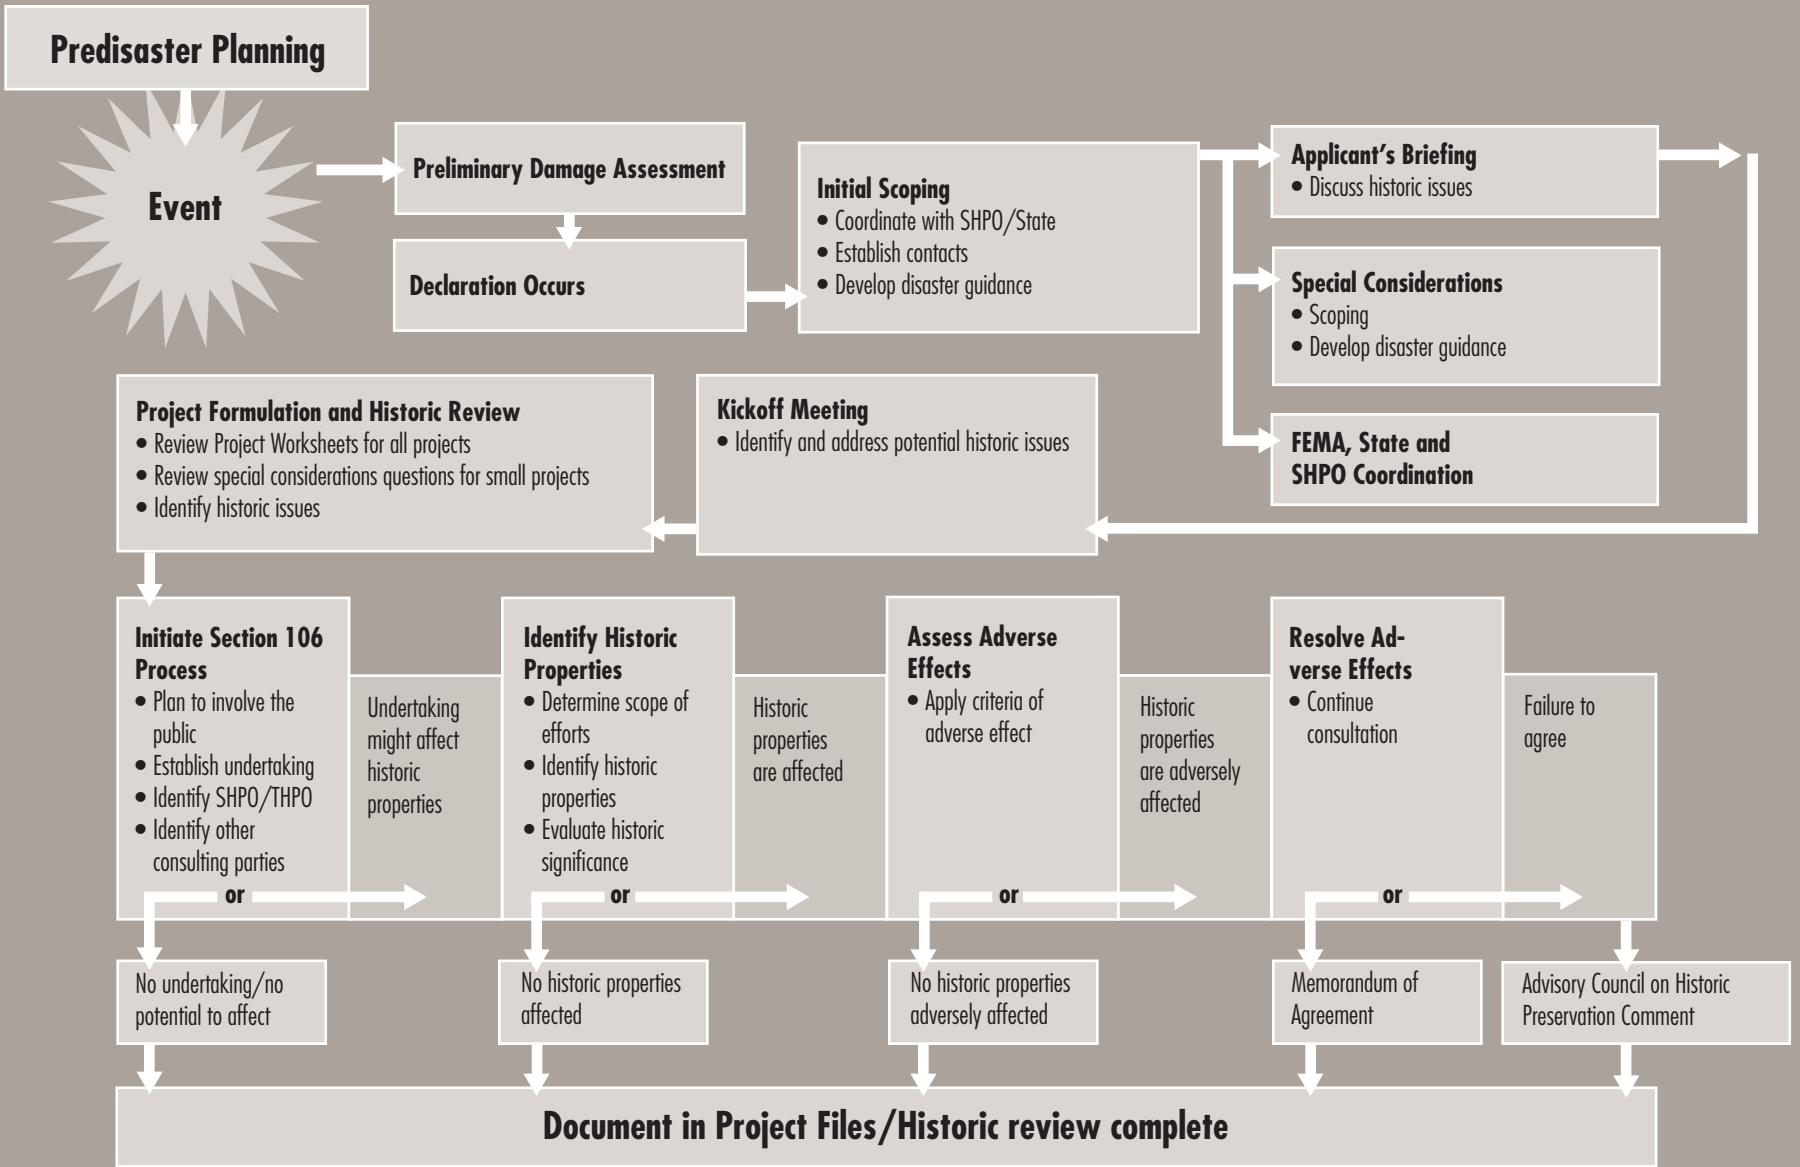 Predisaster Planning
Event
Preliminary Damage Assessment
Declaration Occurs
Initial Scoping
• Coordinate with SHPO/State
• Establish contacts
• Develop disaster guidance
Applicant's Briefing
• Discuss historic issues
Special Considerations
• Scoping
• Develop disaster guidance
FEMA, State and
SHPO Coordination
Kickoff Meeting
• Identify and address potential historic issues
Project Formulation and Historic Review
• Review Project Worksheets for all projects
• Review special considerations questions for small projects
• Identify historic issues
Initiate Section 106
Process
• Plan to involve the
public
• Establish undertaking
• Identify SHPO/THPO
• Identify other
consulting parties
or
Undertaking
might affect
historic
properties
Identify Historic
Properties
• Determine scope of
efforts
• Identify historic
properties
• Evaluate historic
significance
or
Historic
properties
are affected
Assess Adverse
Effects
• Apply criteria of
adverse effect
or
Historic
properties
are adversely
affected
Resolve Ad-
verse Effects
• Continue
consultation
or
Failure to
agree
No undertaking/no
potential to affect
No historic properties
affected
No historic properties
adversely affected
Memorandum of
Agreement
Advisory Council on Historic
Preservation Comment
Document in Project Files/Historic review complete